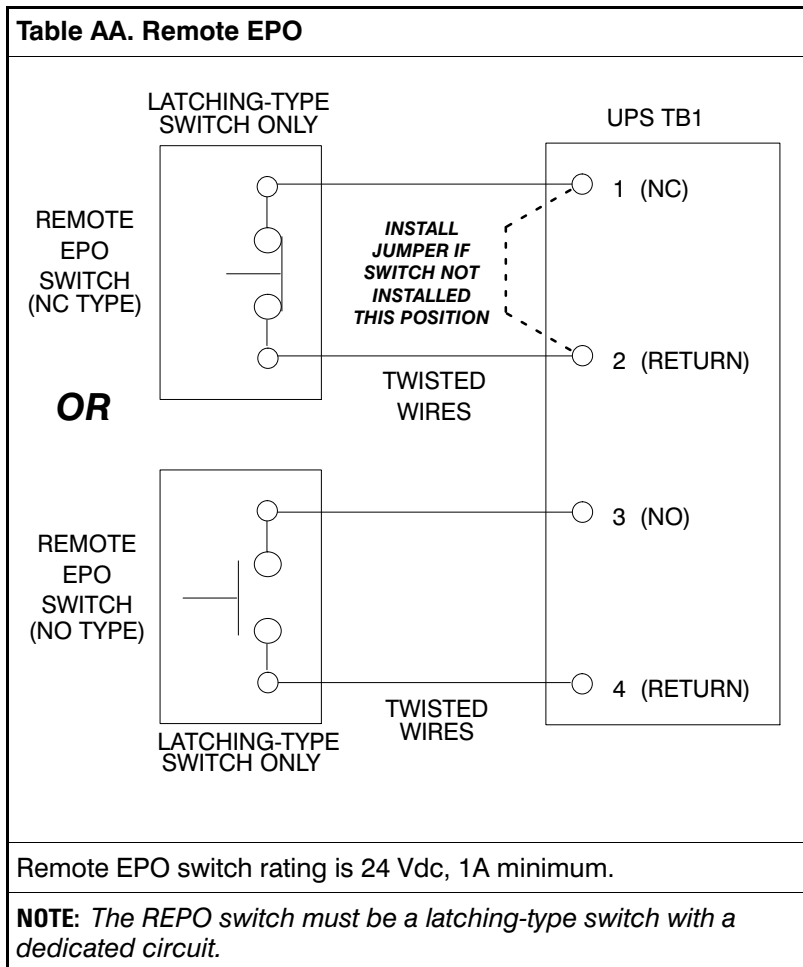 Table AA. Remote EPO
LATCHING-TYPE
SWITCH ONLY
UPS TB1
REMOTE
EPO
SWITCH
(NC TYPE)
INSTALL
JUMPER IF
SWITCH NOT
INSTALLED
THIS POSITION
1 (NC)
2 (RETURN)
TWISTED
WIRES
OR
REMOTE
EPO
SWITCH
(NO TYPE)
3 (NO)
4 (RETURN)
TWISTED
WIRES
LATCHING-TYPE
SWITCH ONLY
Remote EPO switch rating is 24 Vdc, 1A minimum.
NOTE: The REPO switch must be a latching-type switch with a
dedicated circuit.